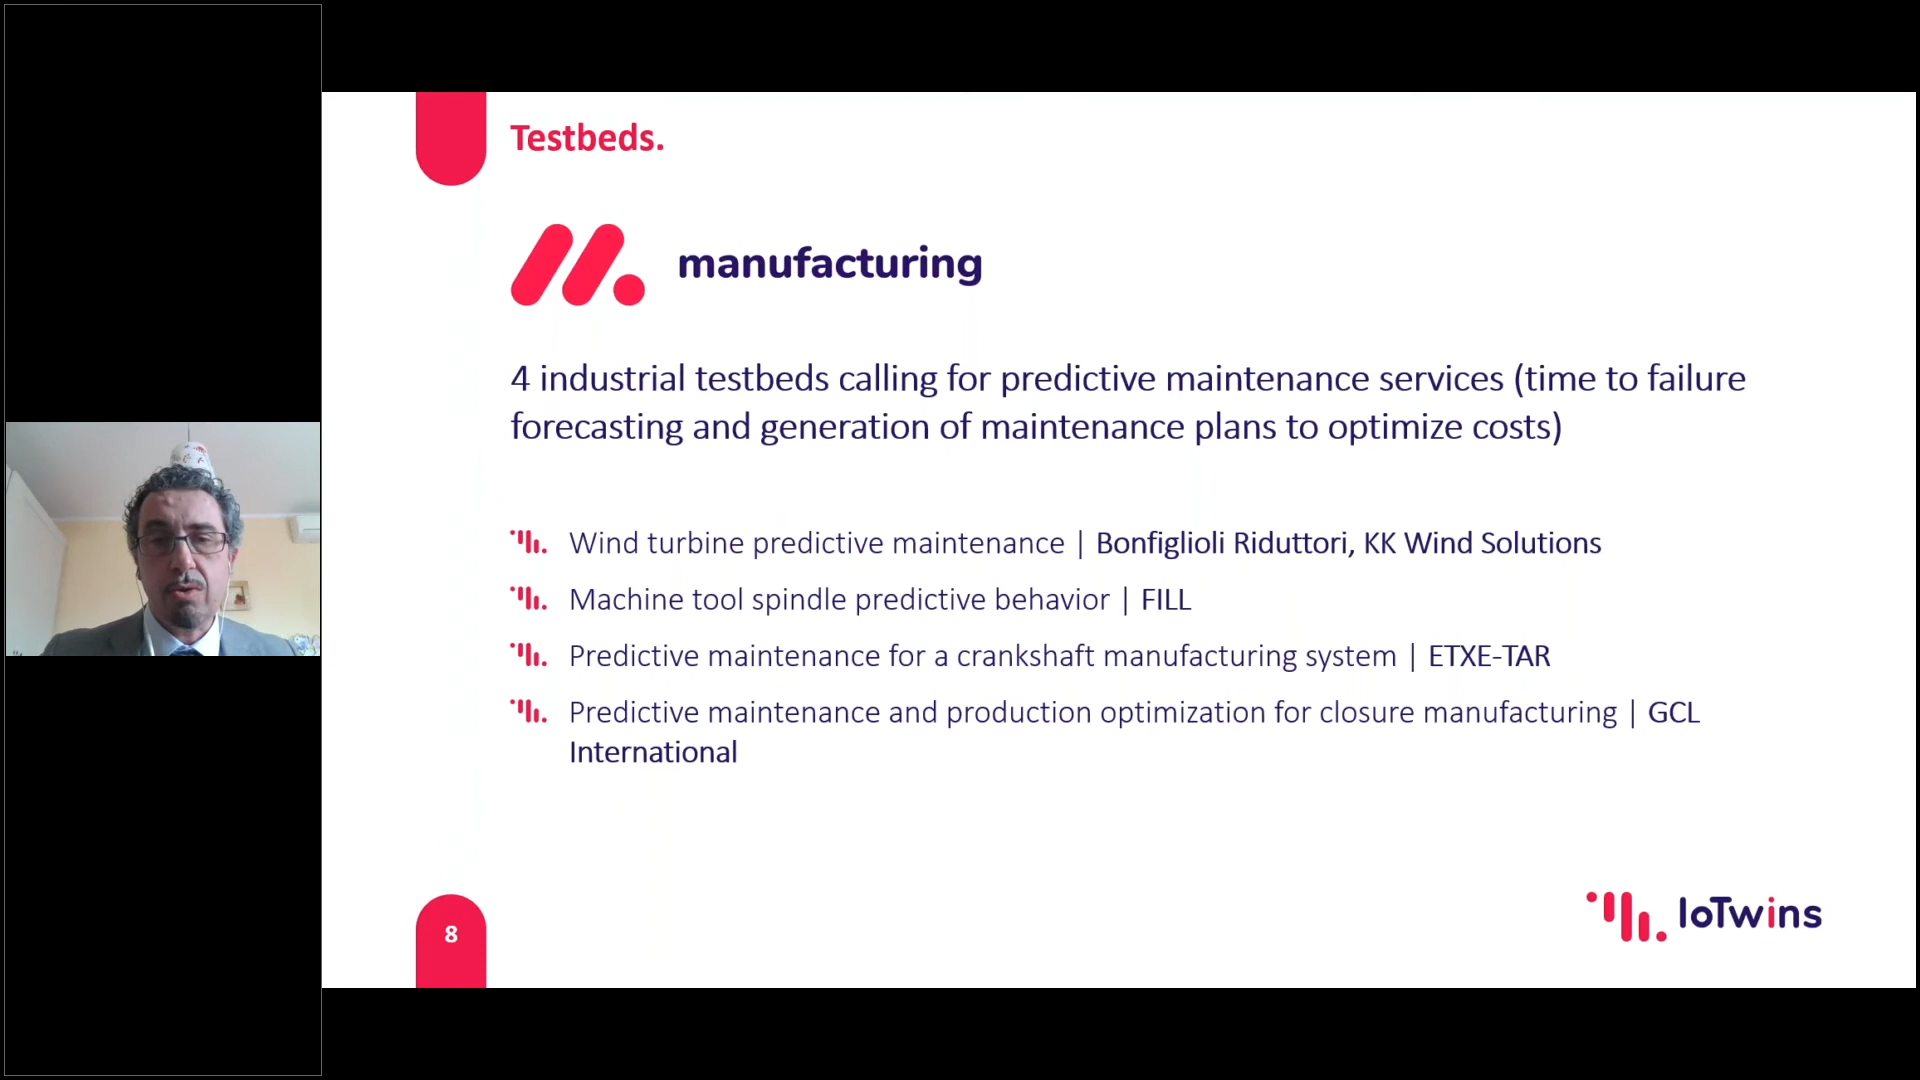 Testbeds.
manufacturing
4 industrial testbeds calling for predictive maintenance services (time to failure
forecasting and generation of maintenance plans to optimize costs)
Wind turbine predictive maintenance | Bonfiglioli Riduttori, KK Wind Solutions
Machine tool spindle predictive behavior | FILL
Predictive maintenance for a crankshaft manufacturing system | ETXE-TAR
Predictive maintenance and production optimization for closure manufacturing | GCL
International
8
IoTwins